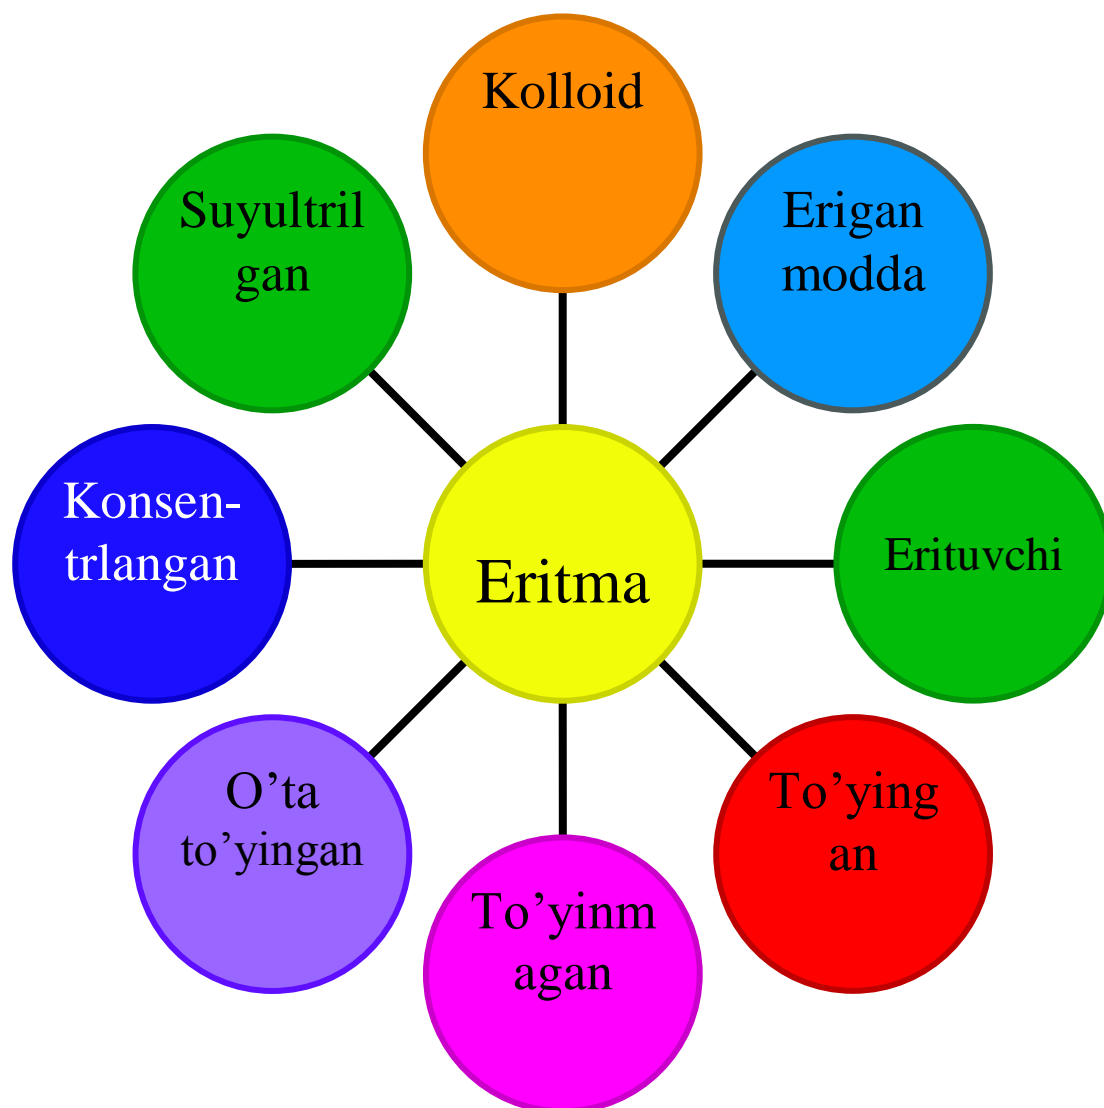 Kolloid
Suyultril
gan
Erigan
modda
Konsen-
trlangan
Eritma
Erituvchi
O’ta
to’yingan
To’ying
an
To’yinm
agan